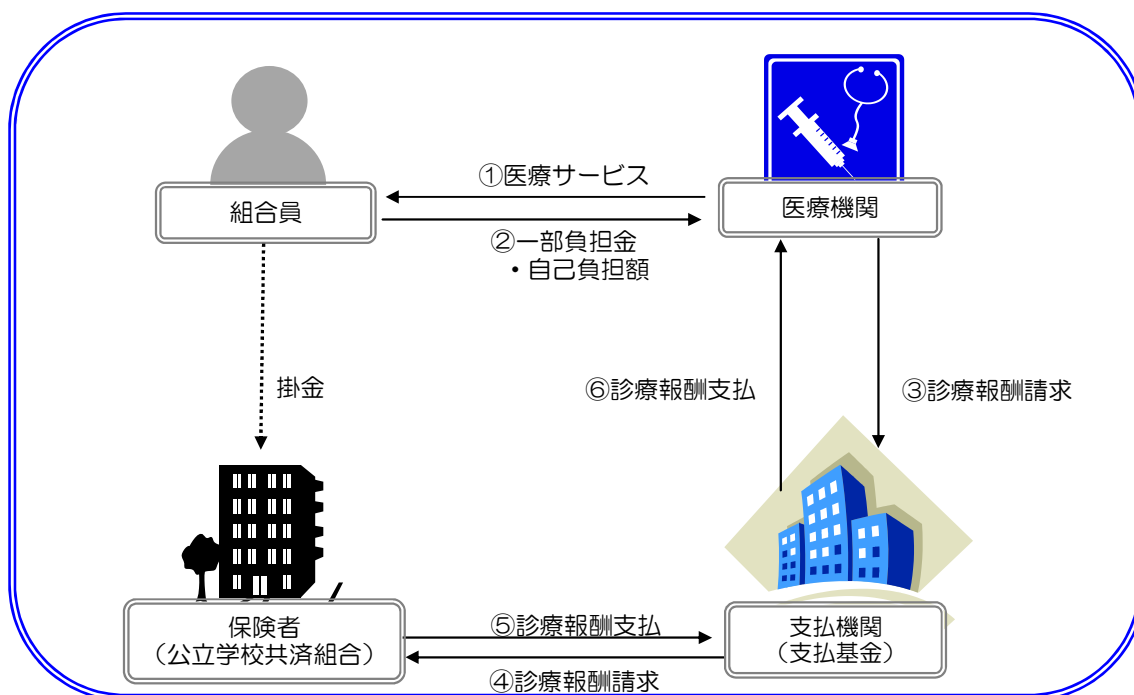 ①医療サービス
組合員
医療機関
②一部負担金
・自己負担額
掛金
⑥診療報酬支払
③診療報酬請求
保険者
（公立学校共済組合）
⑤診療報酬支払
支払機関
（支払基金）
④診療報酬請求